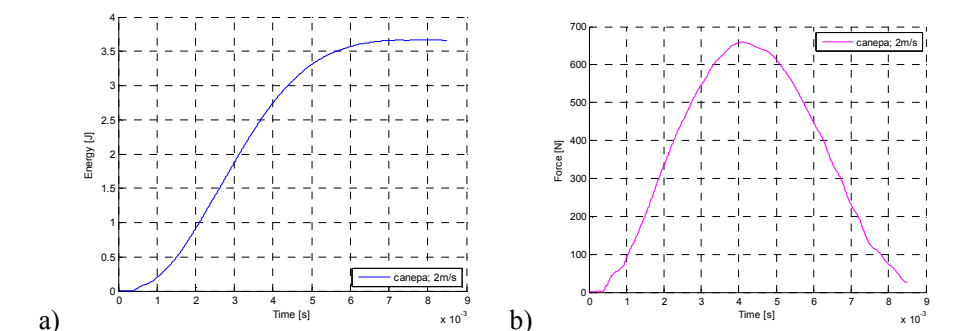 4
3.5
3
2.5
2
1.5
1
0.5
0
Energy [J]
canepa; 2m/s
0 1 2 3 4 5 6 7 8 9
Time [s]
x 10⁻³
a)
700
600
500
400
300
200
100
0
Force [N]
canepa; 2m/s
0 1 2 3 4 5 6 7 8 9
Time [s]
x 10⁻³
b)